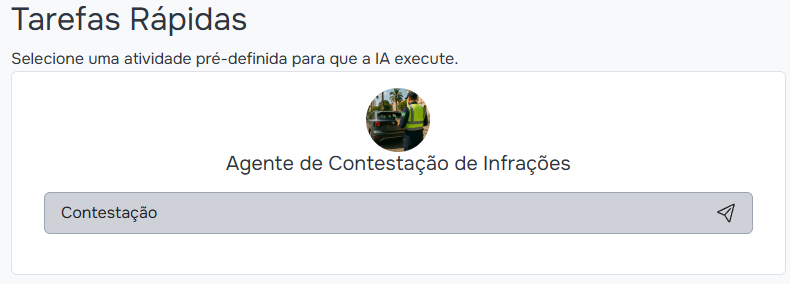 Tarefas Rápidas
Selecione uma atividade pré-definida para que a IA execute.
Agente de Contestação de Infrações
Contestação